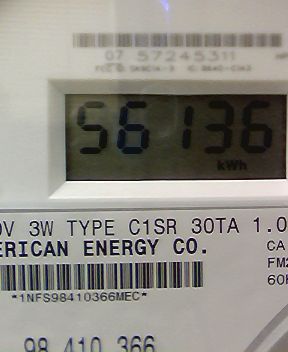 07 57245311
56136
kWh
0V 3W TYPE C1SR 30TA 1.0
ERICAN ENERGY CO.
CA
FM2
60H
*1NFS98410366MEC*
98 410 366